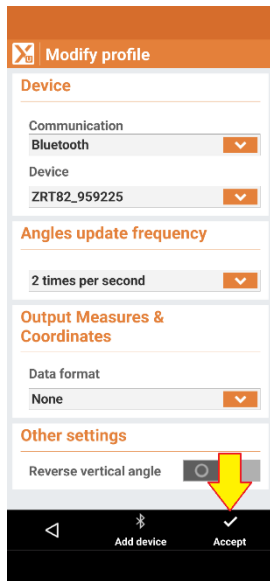 Modify profile
Device
Communication
Bluetooth
Device
ZRT82_959225
Angles update frequency
2 times per second
Output Measures &
Coordinates
Data format
None
Other settings
Reverse vertical angle
Add device
Accept